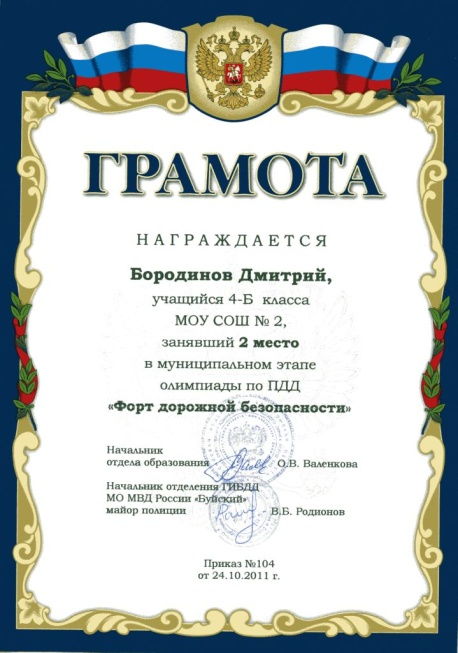 ГРАМОТА
НАГРАЖДАЕТСЯ
Бородинов Дмитрий,
учащийся 4-Б класса
МОУ СОШ № 2,
занявший 2 место
в муниципальном этапе
олимпиады по ПДД
«Форт дорожной безопасности»
Начальник
отдела образования О.В. Валенкова
Начальник отделения ГИБДД
МО МВД России «Буйский»
майор полиции - В.Б. Родионов
Приказ №104
от 24.10.2011 г.